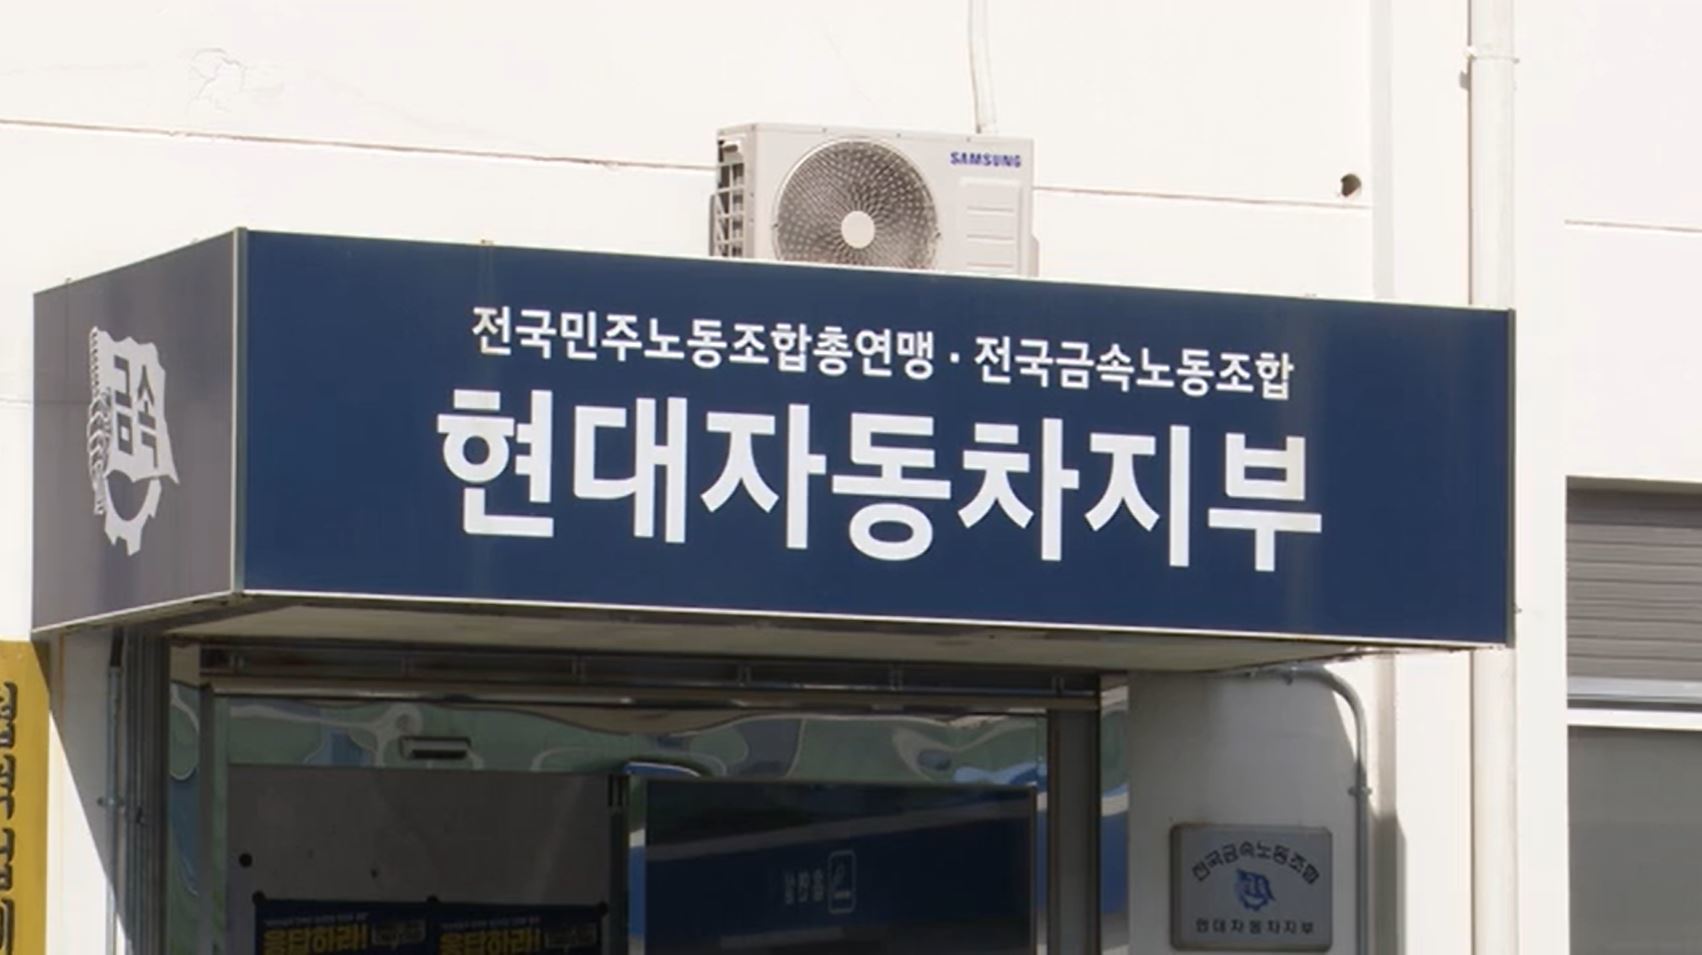 SAMSUNG
전국민주노동조합총연맹 · 전국금속노동조합
현대자동차지부
금속
전국금속노동조합
현대자동차지부
응답하라!
응답하라!